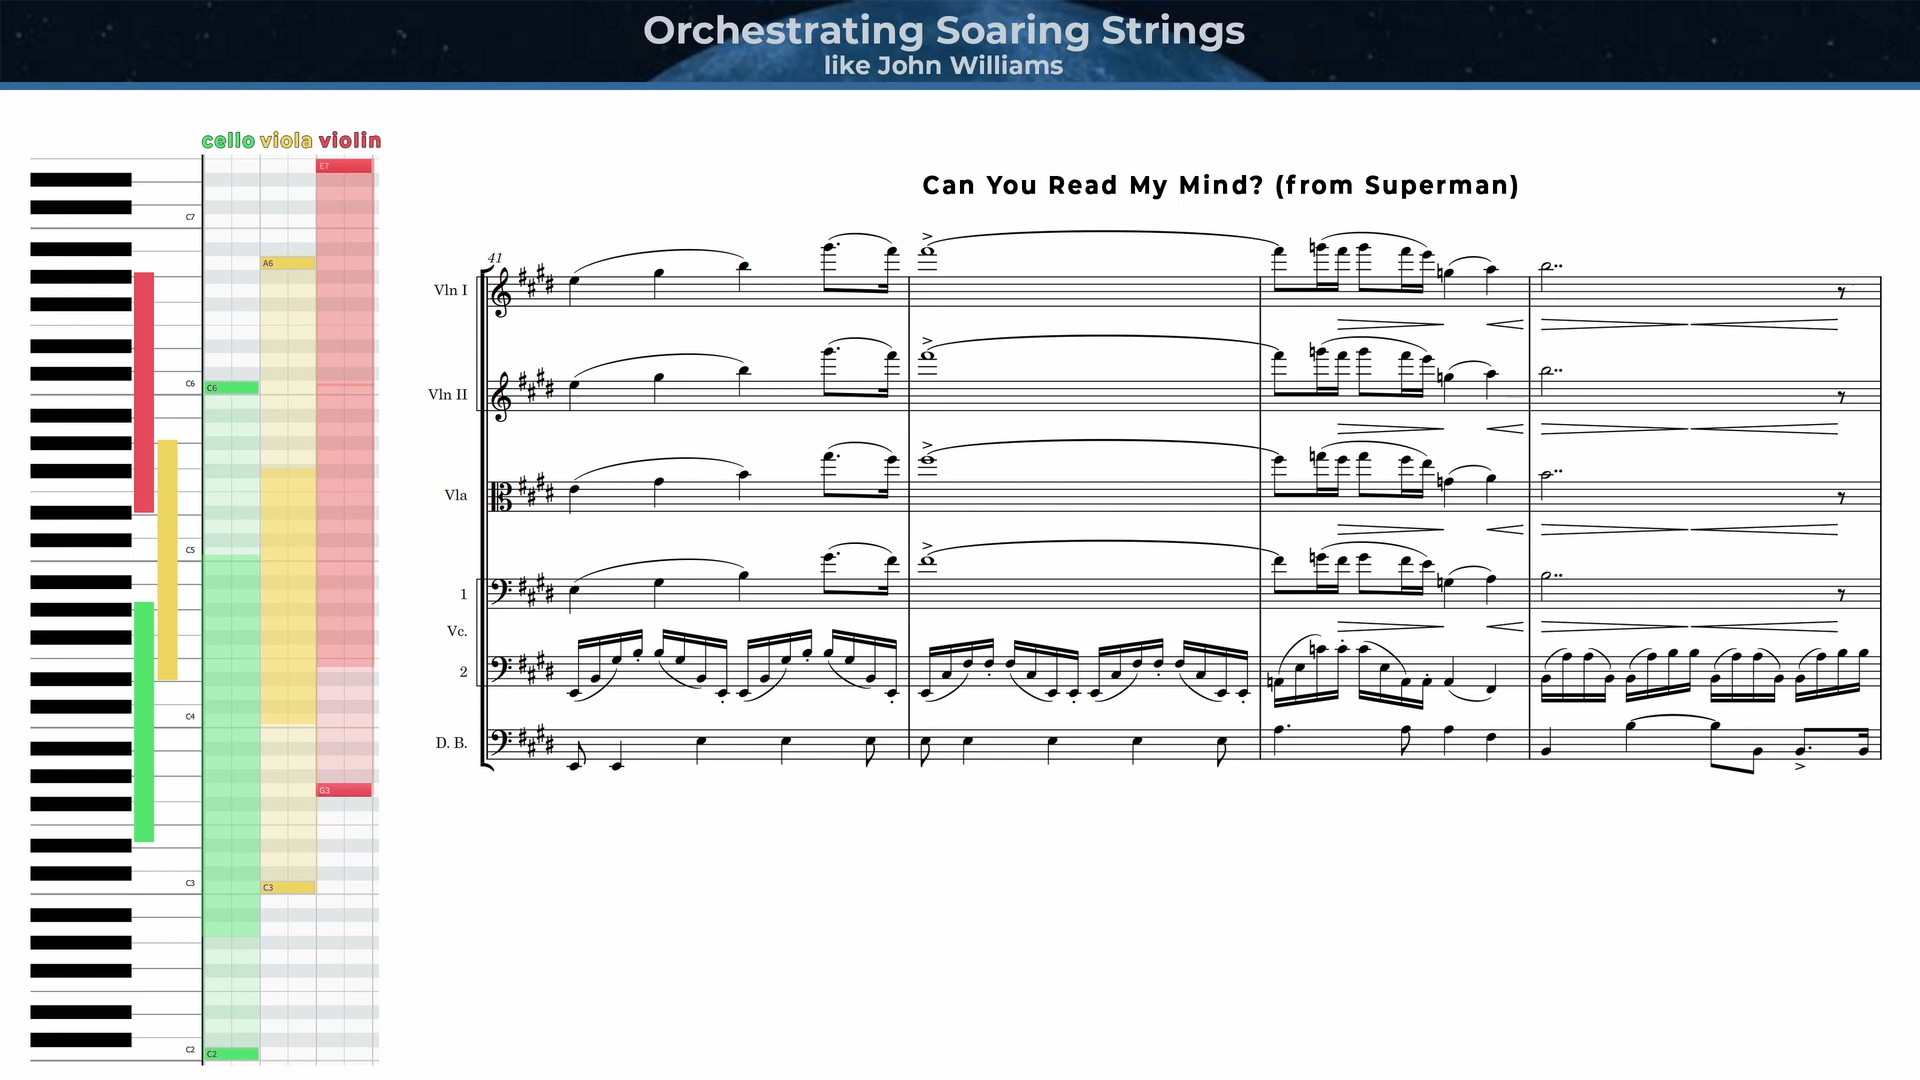 Orchestrating Soaring Strings
like John Williams
cello viola violin
E7
C7
A6
C6
C6
C5
C4
G3
C3
C3
C2
C2
Can You Read My Mind? (from Superman)
41
Vln I
Vln II
Vla
1
Vc.
2
D. B.